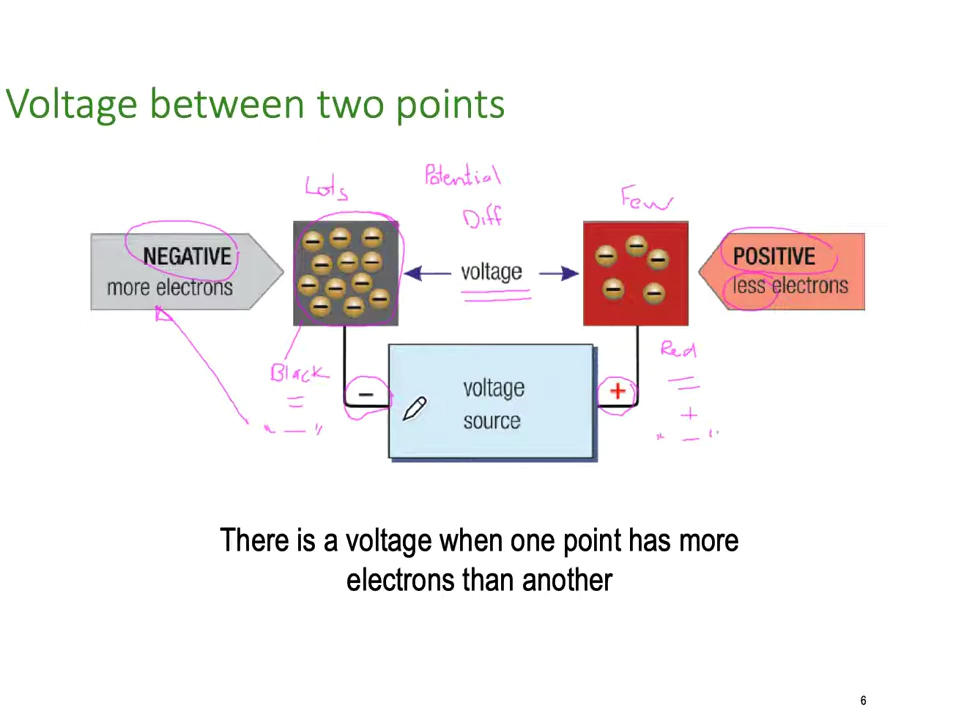 Voltage between two points
Lots
Potential
Diff
Few
NEGATIVE
more electrons
voltage
POSITIVE
less electrons
Black
=
" — "
−
voltage
source
+
Red
=
+
" — "
There is a voltage when one point has more
electrons than another
6